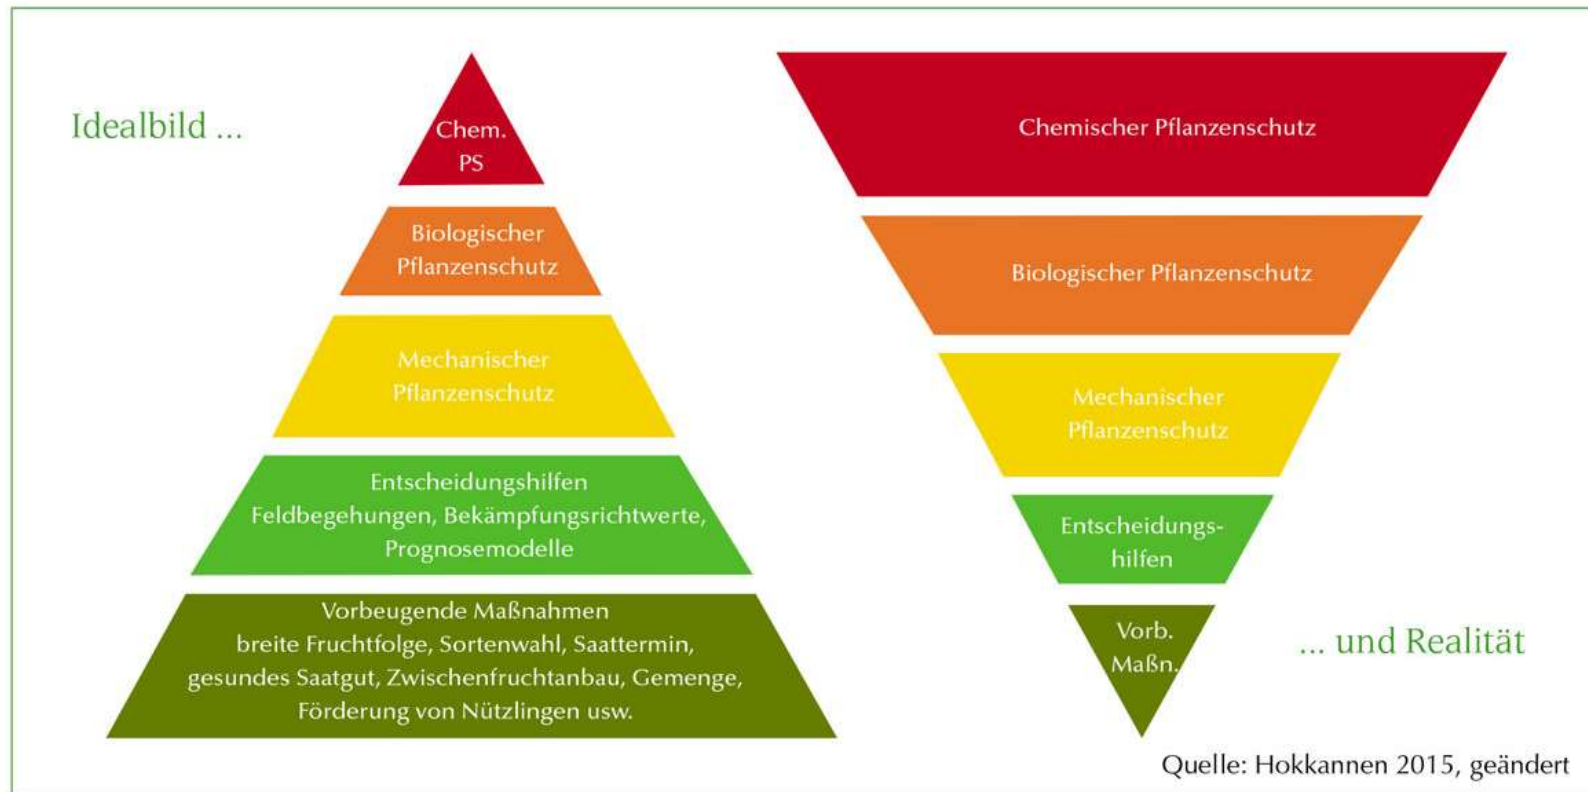 Idealbild ...
Chem.
PS
Biologischer
Pflanzenschutz
Mechanischer
Pflanzenschutz
Entscheidungshilfen
Feldbegehungen, Bekämpfungsrichtwerte,
Prognosemodelle
Vorbeugende Maßnahmen
breite Fruchtfolge, Sortenwahl, Saattermin,
gesundes Saatgut, Zwischenfruchtanbau, Gemenge,
Förderung von Nützlingen usw.
Chemischer Pflanzenschutz
Biologischer Pflanzenschutz
Mechanischer
Pflanzenschutz
Entscheidungs-
hilfen
Vorb.
Maßn.
... und Realität
Quelle: Hokkannen 2015, geändert